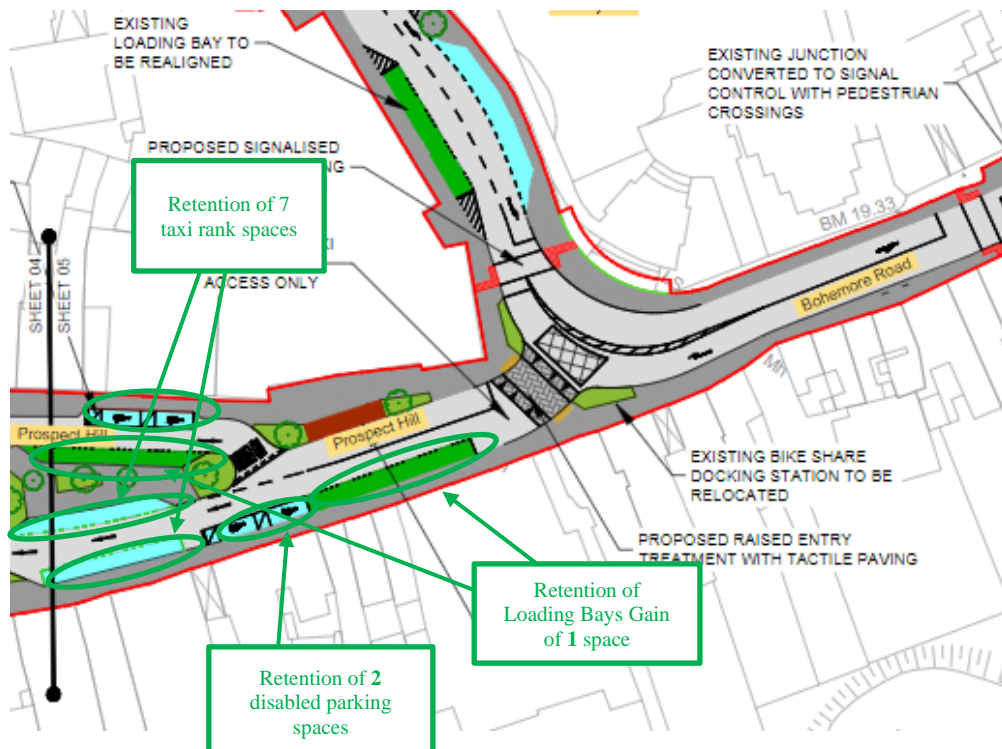 EXISTING
LOADING BAY TO
BE REALIGNED
EXISTING JUNCTION
CONVERTED TO SIGNAL
CONTROL WITH PEDESTRIAN
CROSSINGS
PROPOSED SIGNALISED
Retention of 7
taxi rank spaces
ACCESS ONLY
BM 19.33
Bohemore Road
SHEET 04
SHEET 05
Mh
Prospect Hill
Prospect Hill
EXISTING BIKE SHARE
DOCKING STATION TO BE
RELOCATED
PROPOSED RAISED ENTRY
TREATMENT WITH TACTILE PAVING
Retention of
Loading Bays Gain
of 1 space
Retention of 2
disabled parking
spaces